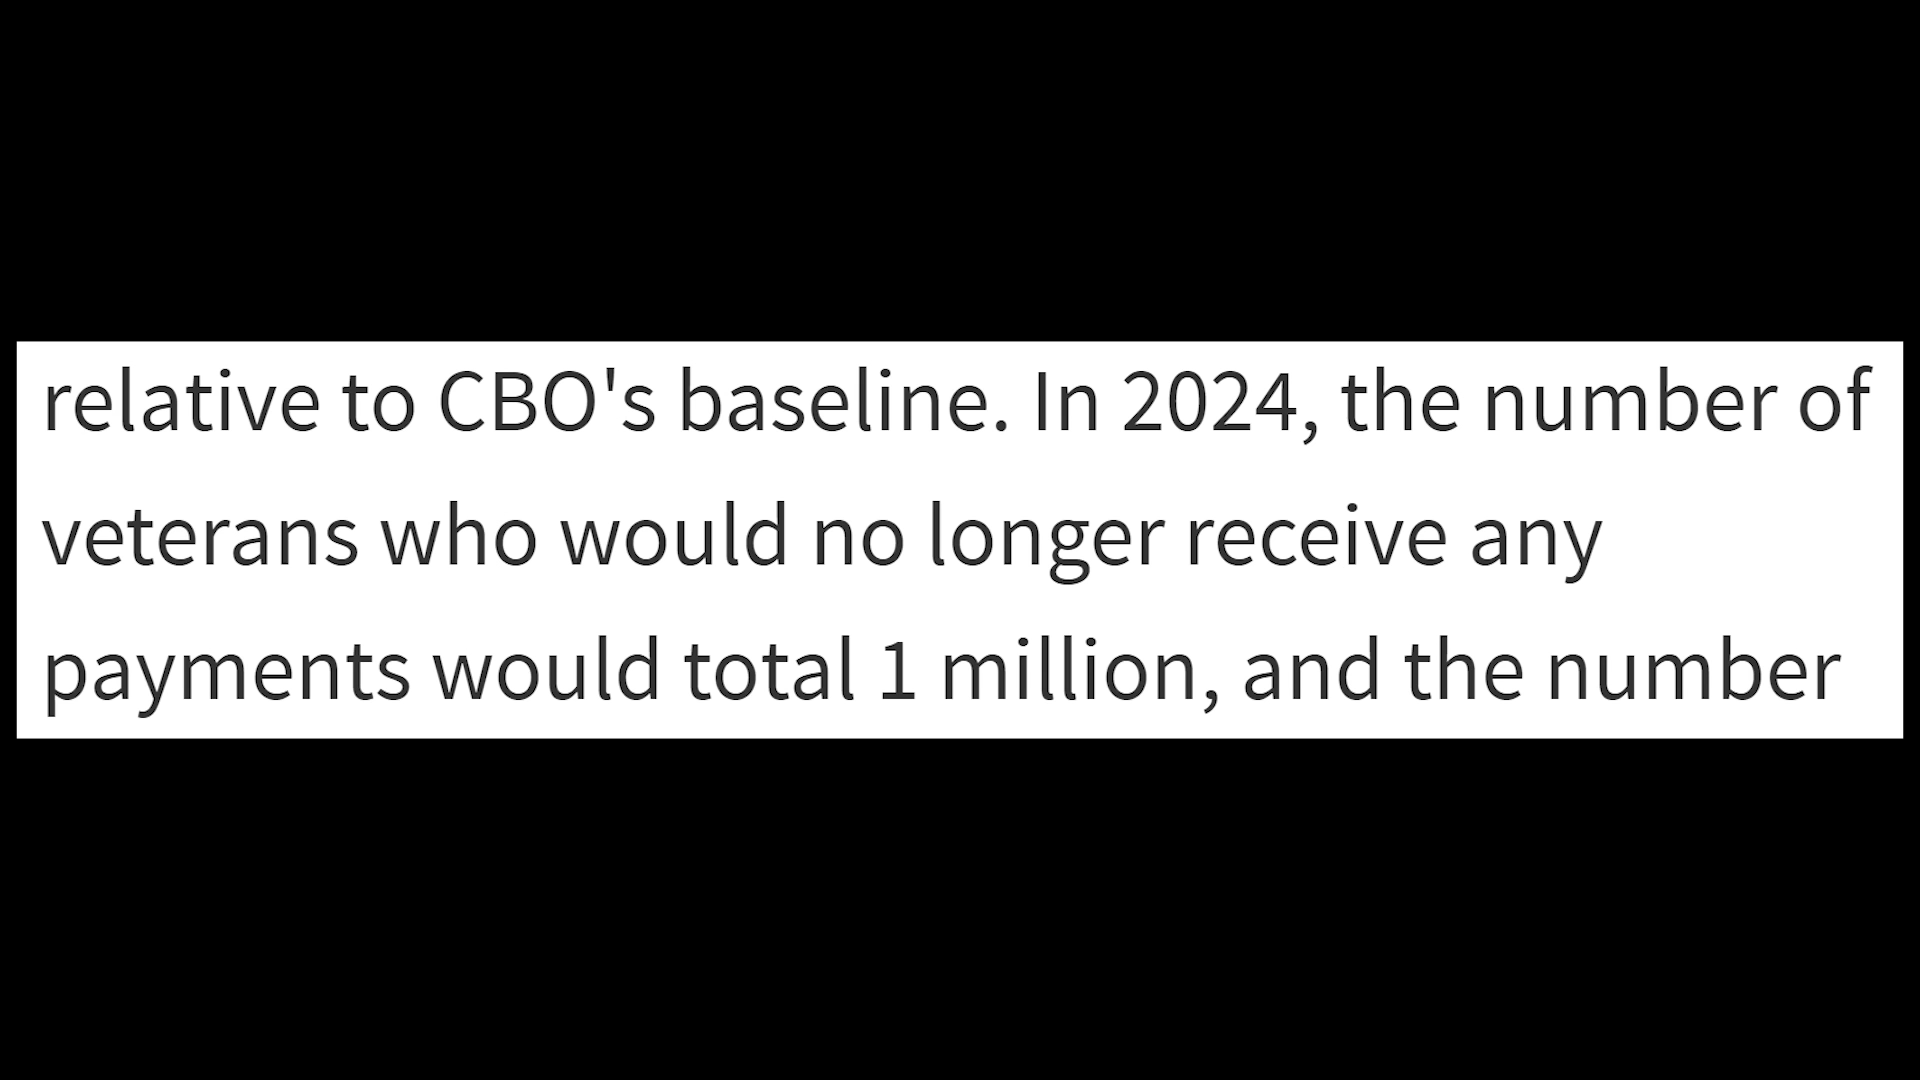 relative to CBO's baseline. In 2024, the number of
veterans who would no longer receive any
payments would total 1 million, and the number